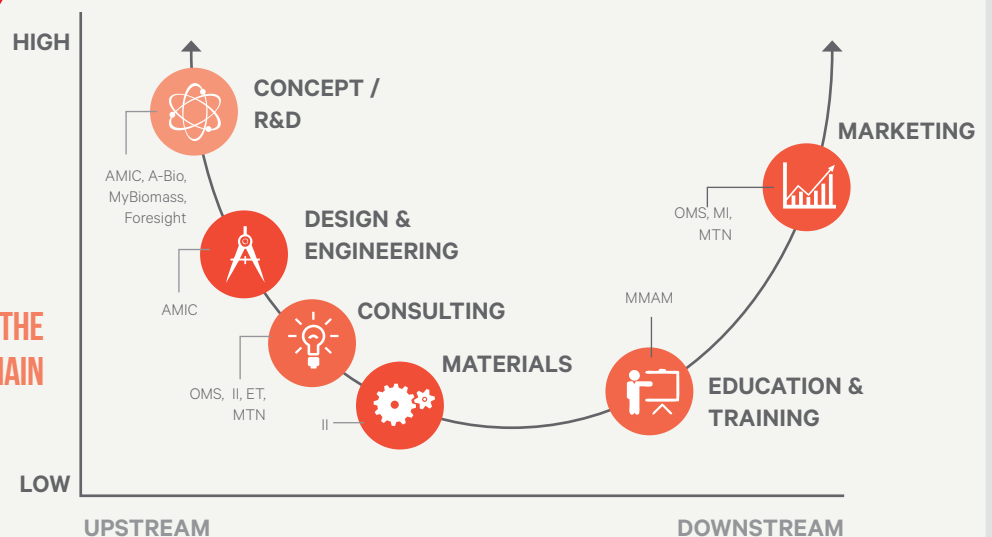 HIGH
CONCEPT /
R&D
AMIC, A-Bio,
MyBiomass,
Foresight
MARKETING
OMS, MI,
MTN
DESIGN &
ENGINEERING
AMIC
MMAM
CONSULTING
OMS, II, ET,
MTN
THE
MATERIALS
II
EDUCATION &
TRAINING
LOW
UPSTREAM
DOWNSTREAM